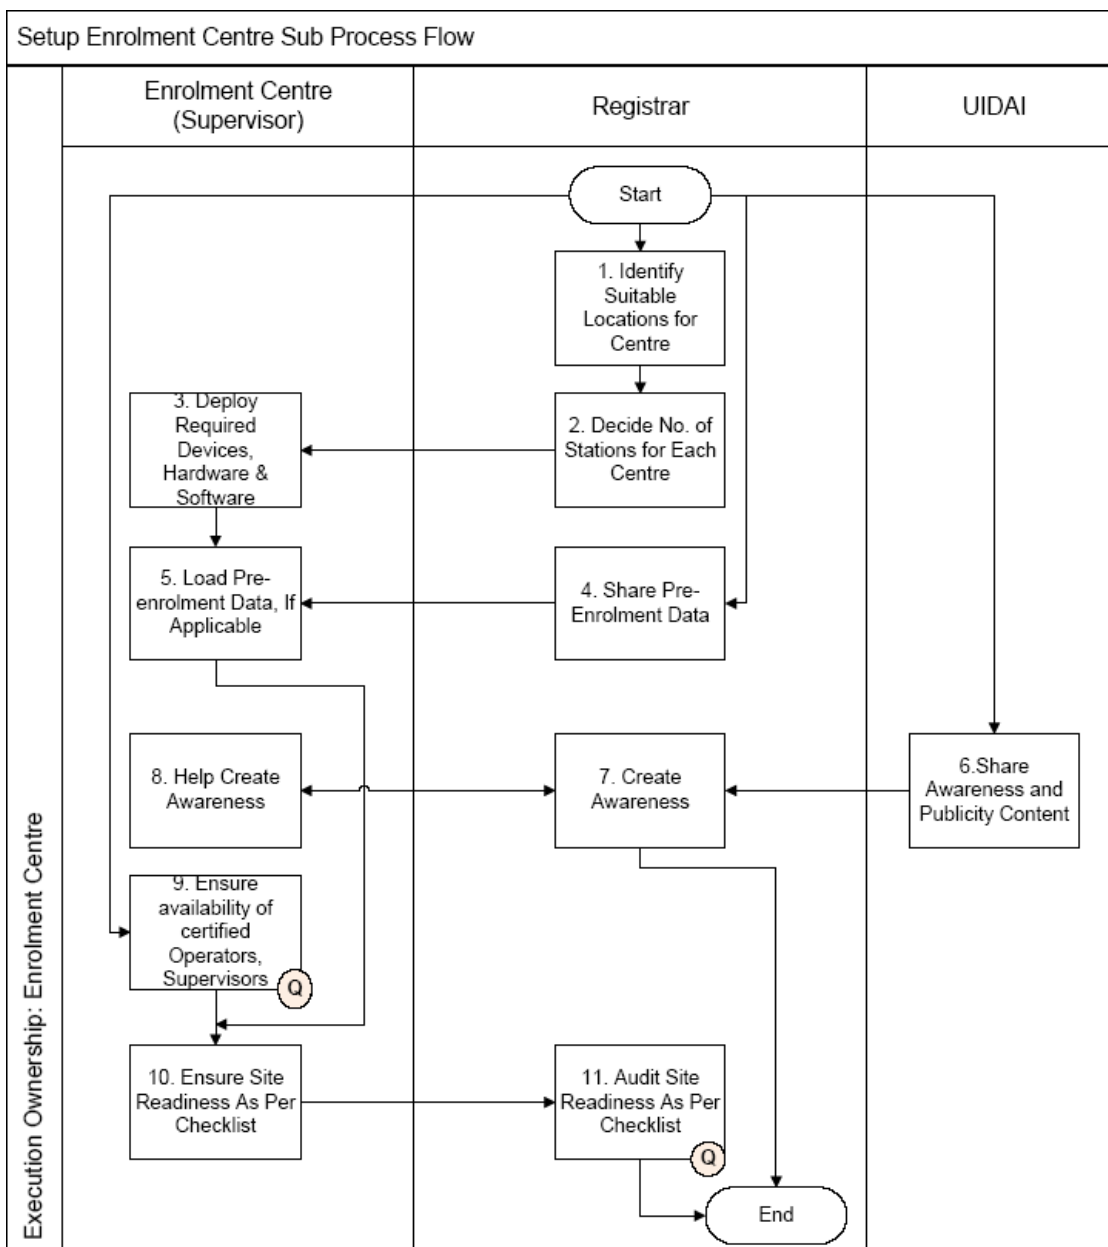 Setup Enrolment Centre Sub Process Flow
Enrolment Centre
(Supervisor)
Registrar
UIDAI
Start
1. Identify
Suitable
Locations for
Centre
3. Deploy
Required
Devices,
Hardware &
Software
2. Decide No. of
Stations for Each
Centre
5. Load Pre-
enrolment Data, If
Applicable
4. Share Pre-
Enrolment Data
8. Help Create
Awareness
7. Create
Awareness
6.Share
Awareness and
Publicity Content
9. Ensure
availability of
certified
Operators,
Supervisors
Q
10. Ensure Site
Readiness As Per
Checklist
11. Audit Site
Readiness As Per
Checklist
Q
End
Execution Ownership: Enrolment Centre